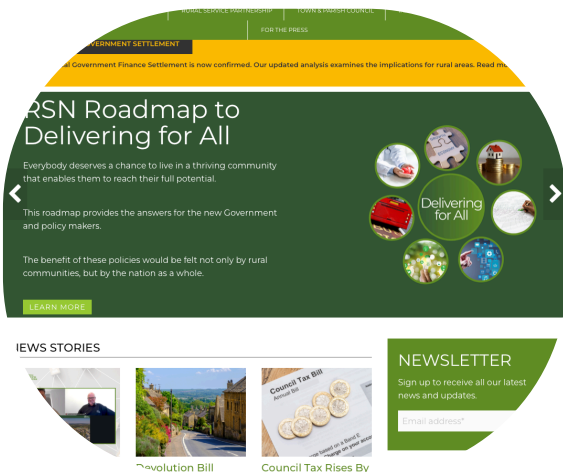 RURAL SERVICE PARTNERSHIP
TOWN & PARISH COUNCIL
FOR THE PRESS
GOVERNMENT SETTLEMENT
Government Finance Settlement is now confirmed. Our updated analysis examines the implications for rural areas. Read
RSN Roadmap to
Delivering for All
Everybody deserves a chance to live in a thriving community
that enables them to reach their full potential.
This roadmap provides the answers for the new Government
and policy makers.
The benefit of these policies would be felt not only by rural
communities, but by the nation as a whole.
LEARN MORE
Delivering
for All
NEWS STORIES
Council Tax Bill
Annual Bill
Devolution Bill
Council Tax Rises By
NEWSLETTER
Sign up to receive all our latest
news and updates.
Email address*